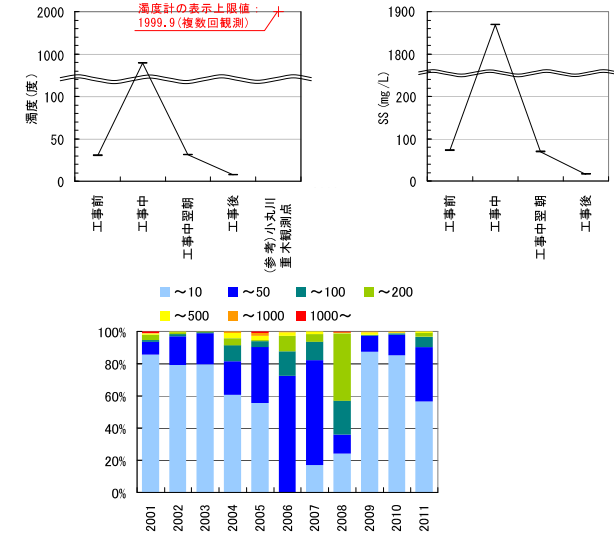 濁度計の表示上限値：
1999.9(複数回観測)
濁度(度)
2000
1000
100
50
0
工事前
工事中
工事中翌朝
工事後
(参考)小丸川
重木観測点
SS(mg/L)
1900
1800
200
100
0
工事前
工事中
工事中翌朝
工事後
～10 ～50 ～100 ～200
～500 ～1000 1000～
100%
80%
60%
40%
20%
0%
2001 2002 2003 2004 2005 2006 2007 2008 2009 2010 2011